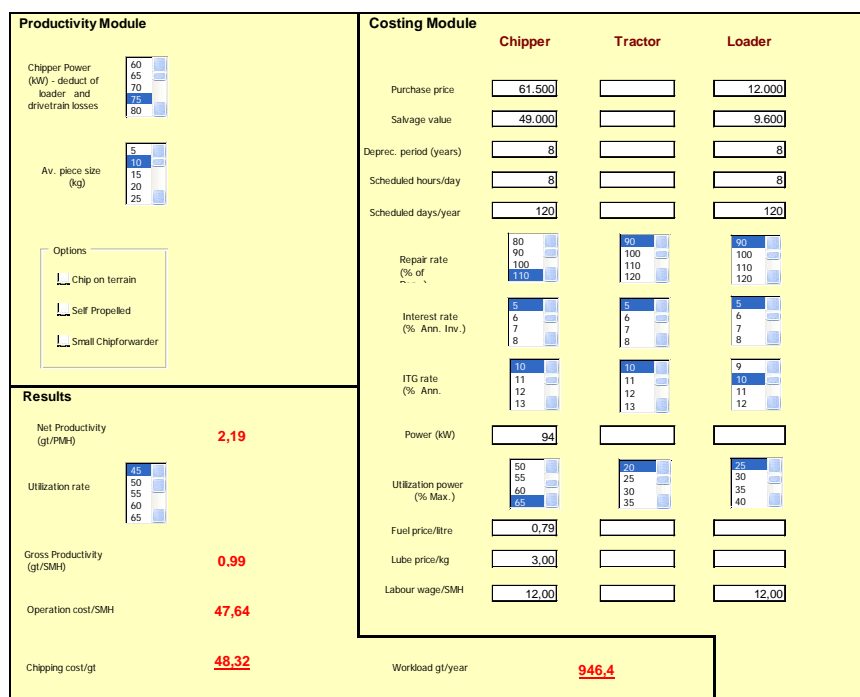 Productivity Module
Chipper Power
(kW) - deduct of
loader and
drivetrain losses
60
65
70
75
80
Av. piece size
(kg)
5
10
15
20
25
Options
Chip on terrain
Self Propelled
Small Chipforwarder
Results
Net Productivity
(gt/PMH)
2,19
Utilization rate
45
50
55
60
65
Gross Productivity
(gt/SMH)
0,99
Operation cost/SMH
47,64
Chipping cost/gt
48,32
Costing Module
Chipper Tractor Loader
Purchase price 61.500 12.000
Salvage value 49.000 9.600
Deprec. period (years) 8 8
Scheduled hours/day 8 8
Scheduled days/year 120 120
Repair rate
(% of
80
90
100
110
90
100
110
120
90
100
110
120
Interest rate
(% Ann. Inv.)
5
6
7
8
5
6
7
8
5
6
7
8
ITG rate
(% Ann.
10
11
12
13
10
11
12
13
9
10
11
12
Power (kW) 94
Utilization power
(% Max.)
50
55
60
65
20
25
30
35
25
30
35
40
Fuel price/litre 0,79
Lube price/kg 3,00
Labour wage/SMH 12,00 12,00
Workload gt/year 946,4